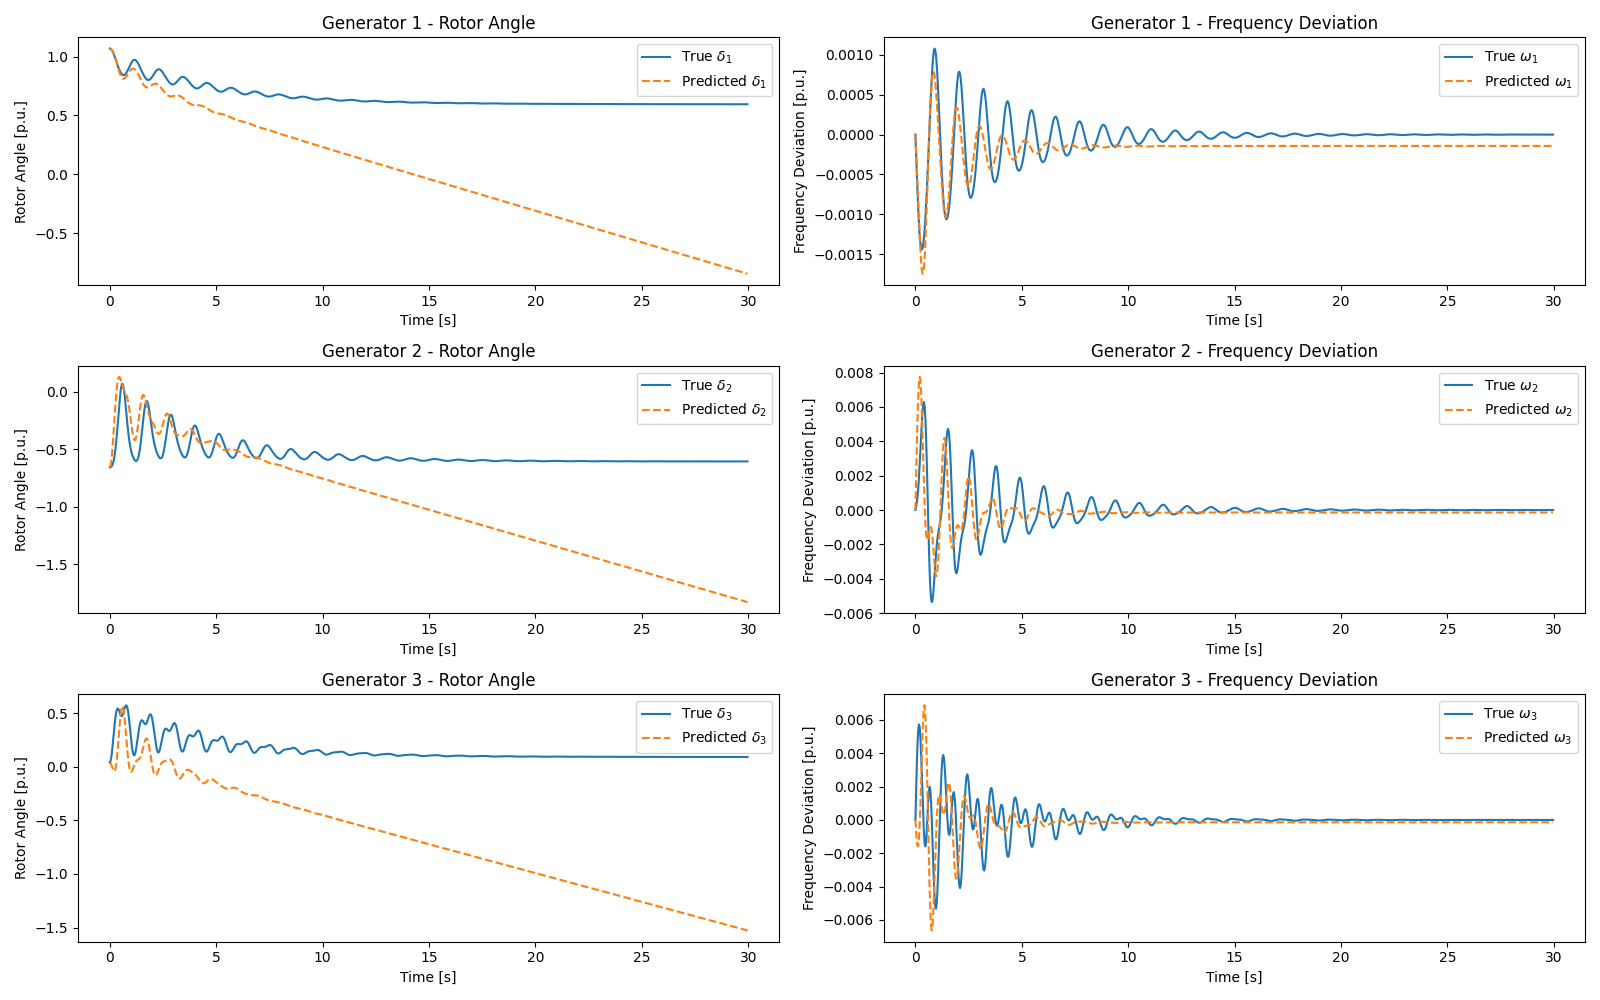 Generator 1 - Rotor Angle
Rotor Angle [p.u.]
1.0
0.5
0.0
−0.5
True δ₁
Predicted δ₁
0 5 10 15 20 25 30
Time [s]
Generator 1 - Frequency Deviation
Frequency Deviation [p.u.]
0.0010
0.0005
0.0000
−0.0005
−0.0010
−0.0015
True ω₁
Predicted ω₁
0 5 10 15 20 25 30
Time [s]
Generator 2 - Rotor Angle
Rotor Angle [p.u.]
0.0
−0.5
−1.0
−1.5
True δ₂
Predicted δ₂
0 5 10 15 20 25 30
Time [s]
Generator 2 - Frequency Deviation
Frequency Deviation [p.u.]
0.008
0.006
0.004
0.002
0.000
−0.002
−0.004
−0.006
True ω₂
Predicted ω₂
0 5 10 15 20 25 30
Time [s]
Generator 3 - Rotor Angle
Rotor Angle [p.u.]
0.5
0.0
−0.5
−1.0
−1.5
True δ₃
Predicted δ₃
0 5 10 15 20 25 30
Time [s]
Generator 3 - Frequency Deviation
Frequency Deviation [p.u.]
0.006
0.004
0.002
0.000
−0.002
−0.004
−0.006
True ω₃
Predicted ω₃
0 5 10 15 20 25 30
Time [s]